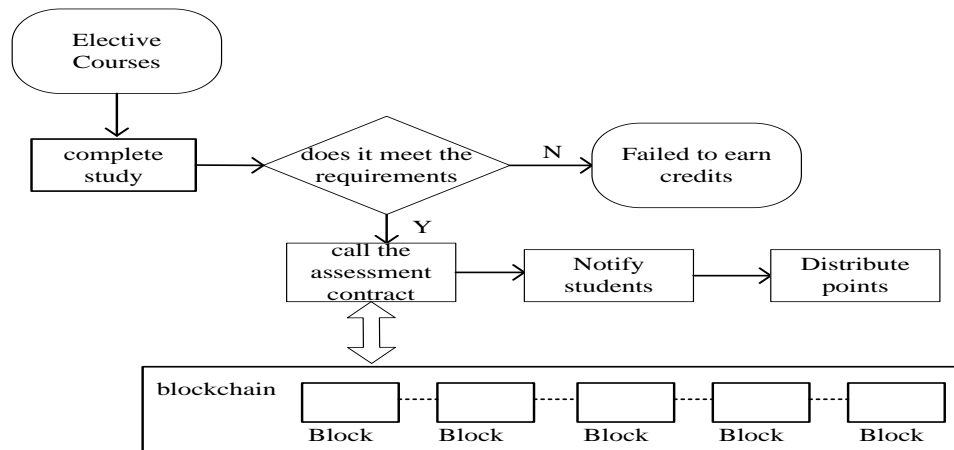 Elective
Courses
complete
study
does it meet the
requirements
N
Failed to earn
credits
Y
call the
assessment
contract
Notify
students
Distribute
points
blockchain
Block
Block
Block
Block
Block